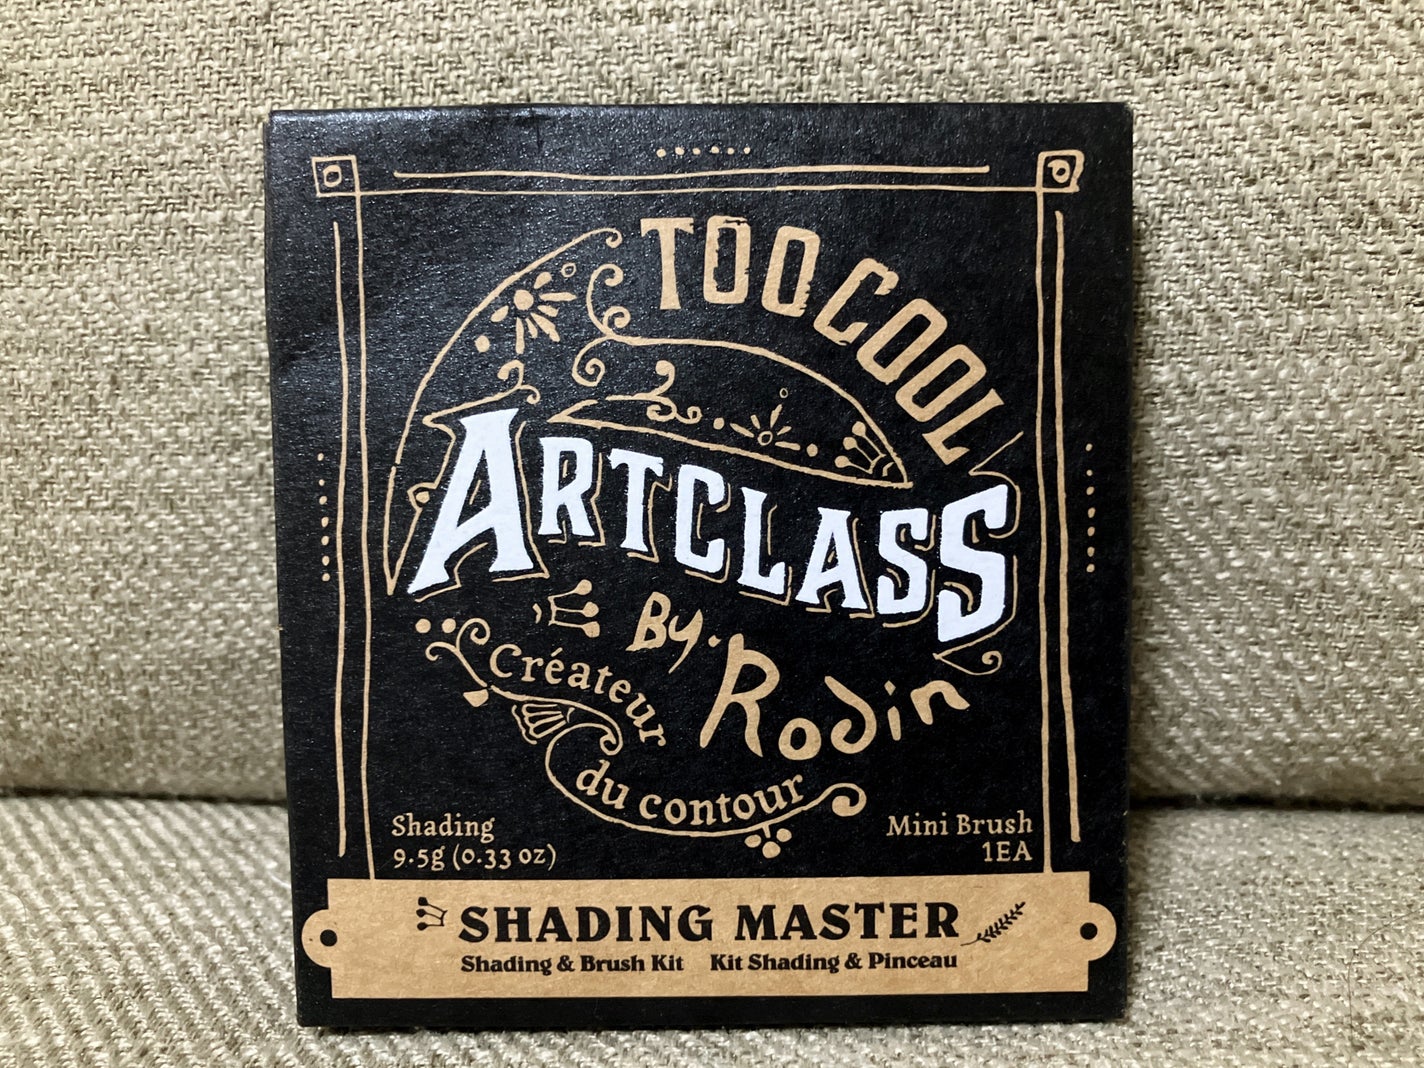 TOO COOL
ARTCLASS
By. Rodin
Créateur
du contour
Shading
9.5g (0.33 oz)
Mini Brush
1EA
SHADING MASTER
Shading & Brush Kit Kit Shading & Pinceau